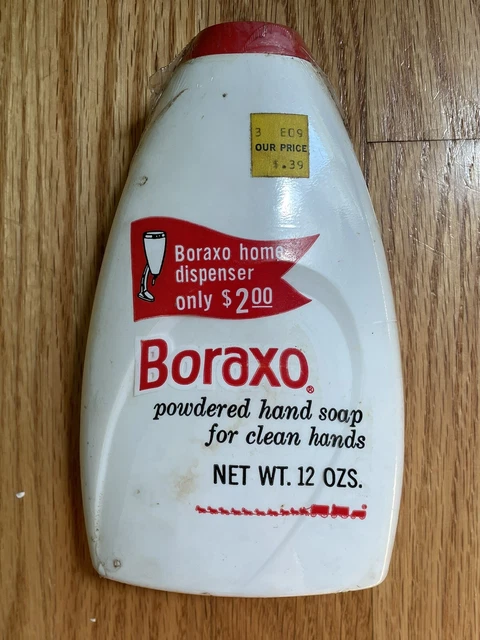 3 E09
OUR PRICE
$.39
Boraxo home
dispenser
only $2.00
Boraxo®
powdered hand soap
for clean hands
NET WT. 12 OZS.